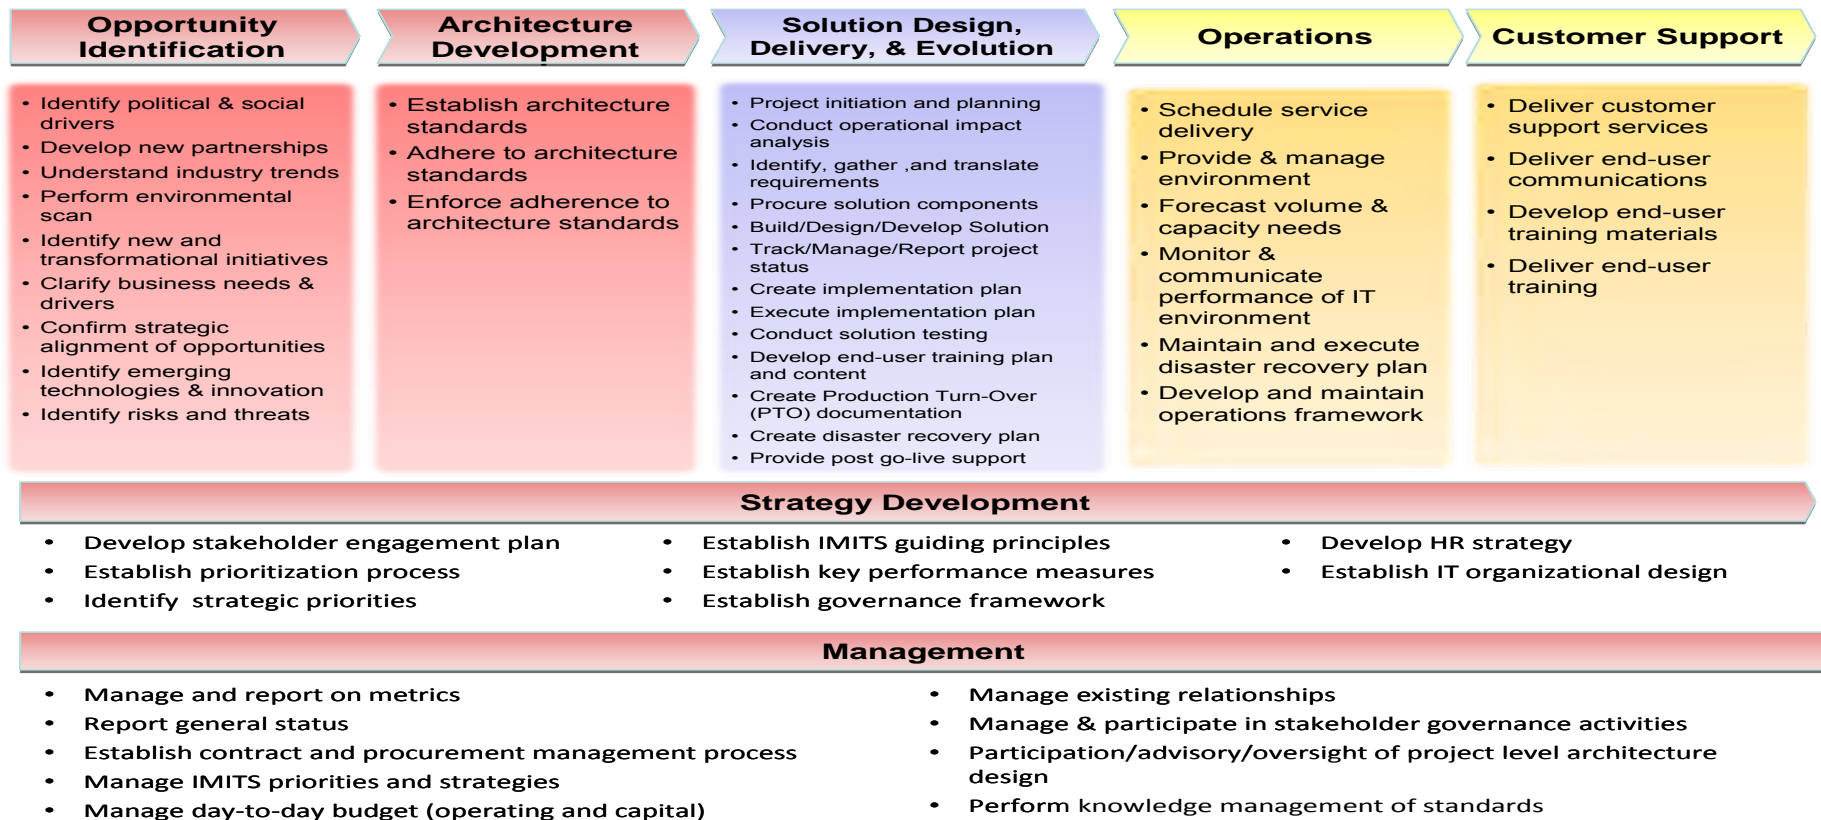 Opportunity
Identification
Architecture
Development
Solution Design,
Delivery, & Evolution
Operations
Customer Support
• Identify political & social
drivers
• Develop new partnerships
• Understand industry trends
• Perform environmental
scan
• Identify new and
transformational initiatives
• Clarify business needs &
drivers
• Confirm strategic
alignment of opportunities
• Identify emerging
technologies & innovation
• Identify risks and threats
• Establish architecture
standards
• Adhere to architecture
standards
• Enforce adherence to
architecture standards
• Project initiation and planning
• Conduct operational impact
analysis
• Identify, gather ,and translate
requirements
• Procure solution components
• Build/Design/Develop Solution
• Track/Manage/Report project
status
• Create implementation plan
• Execute implementation plan
• Conduct solution testing
• Develop end-user training plan
and content
• Create Production Turn-Over
(PTO) documentation
• Create disaster recovery plan
• Provide post go-live support
• Schedule service
delivery
• Provide & manage
environment
• Forecast volume &
capacity needs
• Monitor &
communicate
performance of IT
environment
• Maintain and execute
disaster recovery plan
• Develop and maintain
operations framework
• Deliver customer
support services
• Deliver end-user
communications
• Develop end-user
training materials
• Deliver end-user
training
Strategy Development
• Develop stakeholder engagement plan
• Establish prioritization process
• Identify strategic priorities
• Establish IMITS guiding principles
• Establish key performance measures
• Establish governance framework
• Develop HR strategy
• Establish IT organizational design
Management
• Manage and report on metrics
• Report general status
• Establish contract and procurement management process
• Manage IMITS priorities and strategies
• Manage day-to-day budget (operating and capital)
• Manage existing relationships
• Manage & participate in stakeholder governance activities
• Participation/advisory/oversight of project level architecture
design
• Perform knowledge management of standards